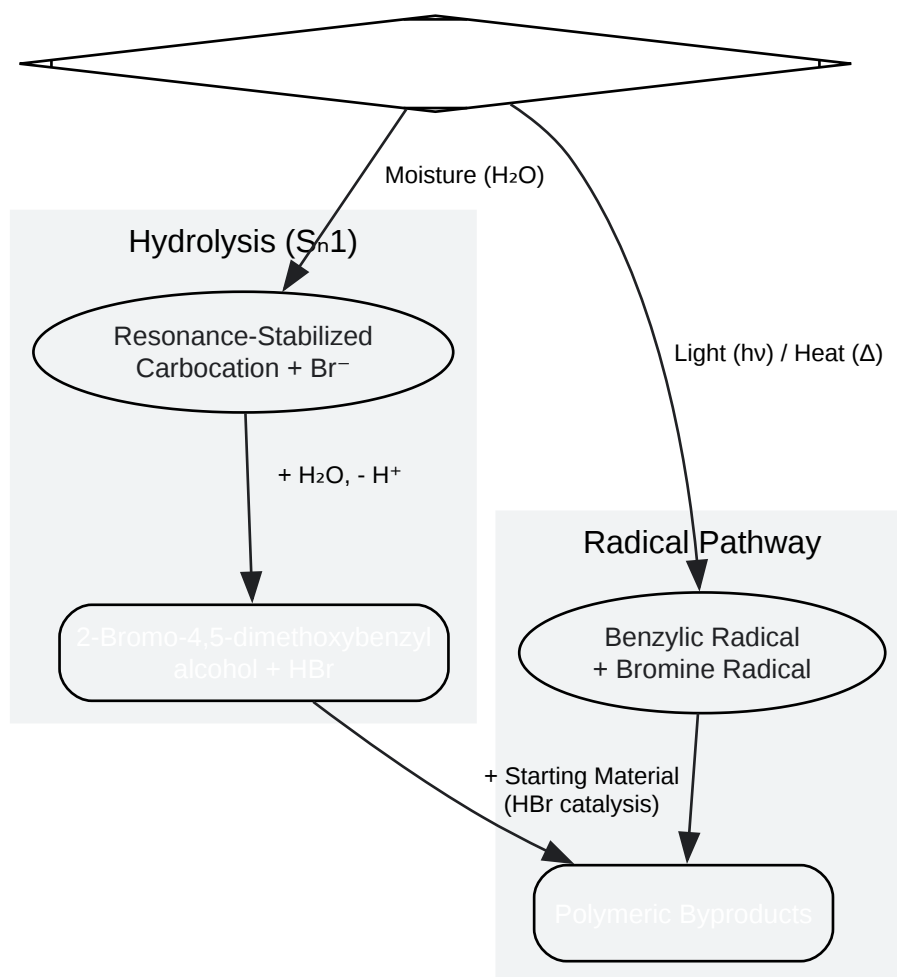 Moisture (H₂O)
Hydrolysis (Sₙ1)
Resonance-Stabilized
Carbocation + Br⁻
Light (hν) / Heat (Δ)
+ H₂O, - H⁺
Radical Pathway
2-Bromo-4,5-dimethoxybenzyl
alcohol + HBr
Benzylic Radical
+ Bromine Radical
+ Starting Material
(HBr catalysis)
Polymeric Byproducts